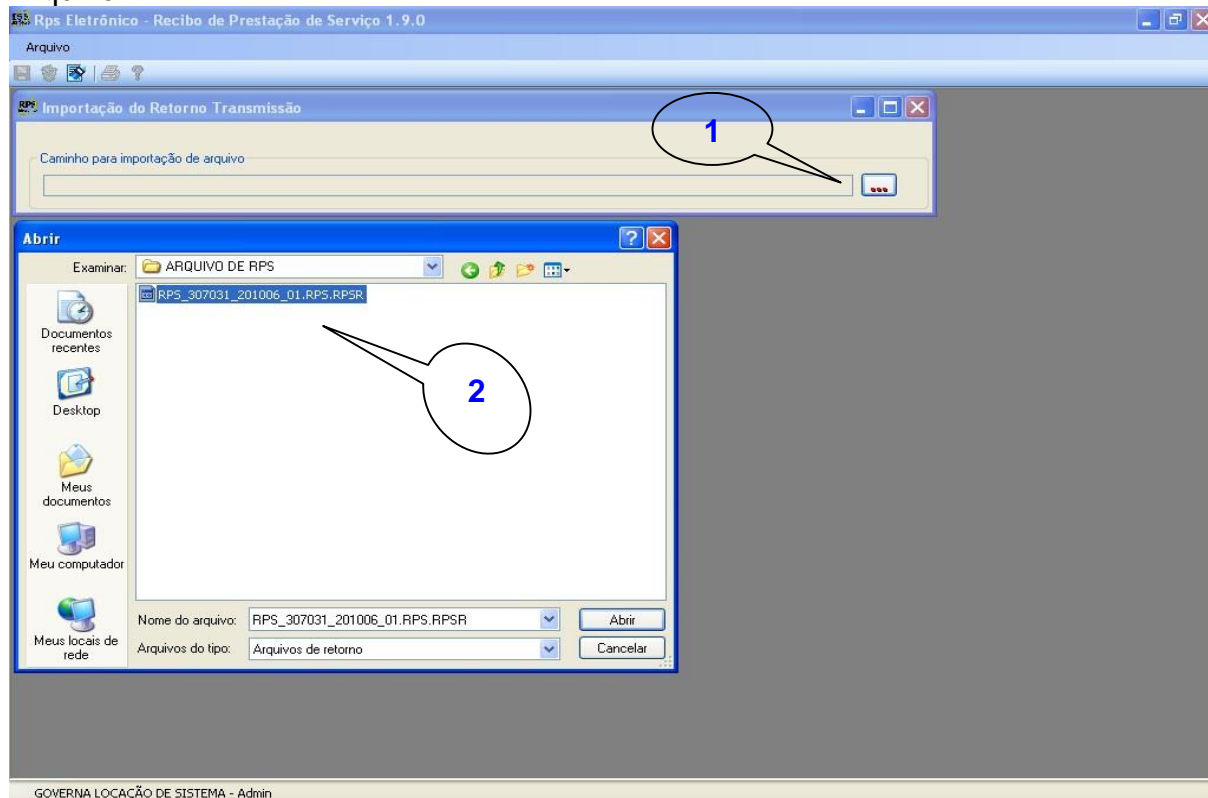 Rps Eletrônico - Recibo de Prestação de Serviço 1.9.0
Arquivo
Importação do Retorno Transmissão
1
Caminho para importação de arquivo
...
Abrir
Examinar:
ARQUIVO DE RPS
RPS_307031_201006_01.RPS.RPSR
Documentos
recentes
2
Desktop
Meus
documentos
Meu computador
Nome do arquivo:
RPS_307031_201006_01.RPS.RPSR
Abrir
Meus locais de
rede
Arquivos do tipo:
Arquivos de retorno
Cancelar
GOVERNA LOCAÇÃO DE SISTEMA - Admin